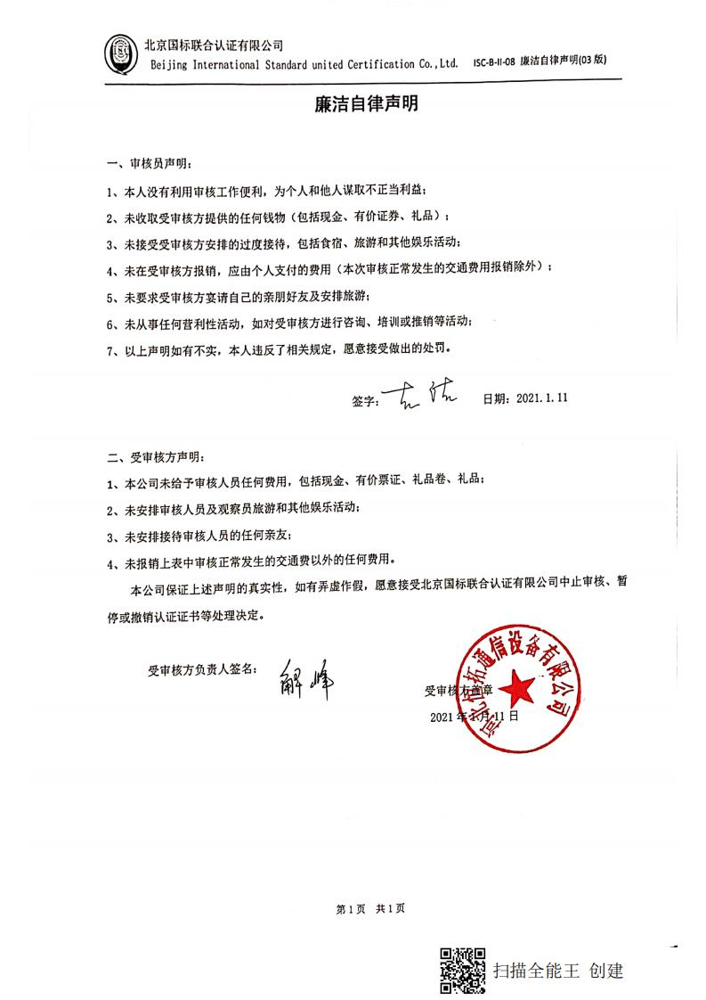 北京国标联合认证有限公司
Beijing International Standard united Certification Co.,Ltd. ISC-B-II-08 廉洁自律声明(03版)
ISC
廉洁自律声明
一、审核员声明:
1、本人没有利用审核工作便利,为个人和他人谋取不正当利益;
2、未收取受审核方提供的任何钱物(包括现金、有价证券、礼品);
3、未接受受审核方安排的过度接待,包括食宿、旅游和其他娱乐活动;
4、未在受审核方报销,应由个人支付的费用(本次审核正常发生的交通费用报销除外);
5、未要求受审核方宴请自己的亲朋好友及安排旅游;
6、未从事任何营利性活动,如对受审核方进行咨询、培训或推销等活动;
7、以上声明如有不实,本人违反了相关规定,愿意接受做出的处罚。
签字: 日期: 2021.1.11
二、受审核方声明:
1、本公司未给予审核人员任何费用,包括现金、有价票证、礼品卷、礼品;
2、未安排审核人员及观察员旅游和其他娱乐活动;
3、未安排接待审核人员的任何亲友;
4、未报销上表中审核正常发生的交通费以外的任何费用。
本公司保证上述声明的真实性,如有弄虚作假,愿意接受北京国标联合认证有限公司中止审核、暂
停或撤销认证证书等处理决定。
受审核方负责人签名: 解峰
受审核方盖章
2021年1月11日
河北恒拓通信设备有限公司
第1页 共1页
扫描全能王 创建